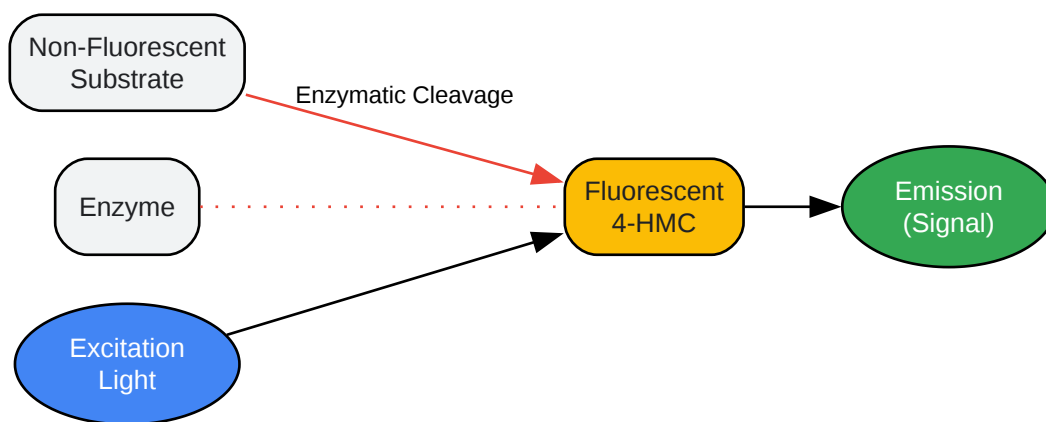 Non-Fluorescent
Substrate
Enzymatic Cleavage
Enzyme
Fluorescent
4-HMC
Emission
(Signal)
Excitation
Light